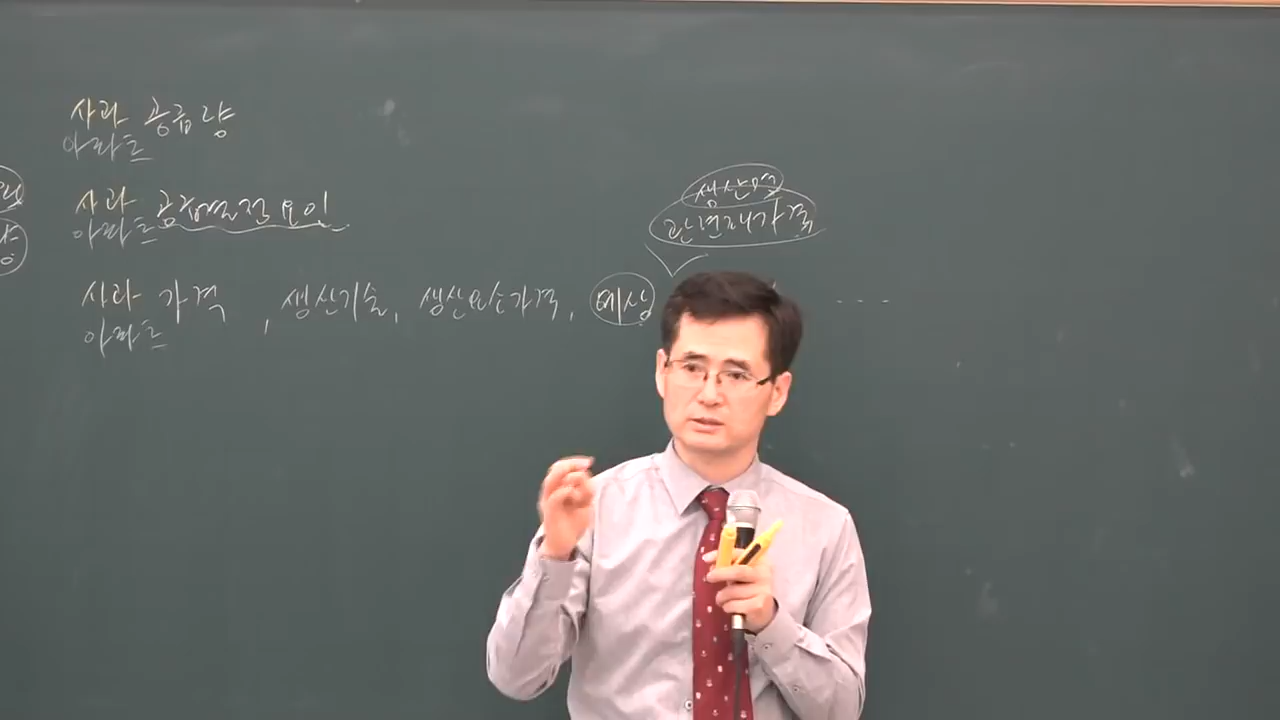 사과 공급량
아파트
사과 공급결정요인
아파트
생산면
관련재가격
사과 가격, 생산기술, 생산요소가격, 예상 ----
아파트